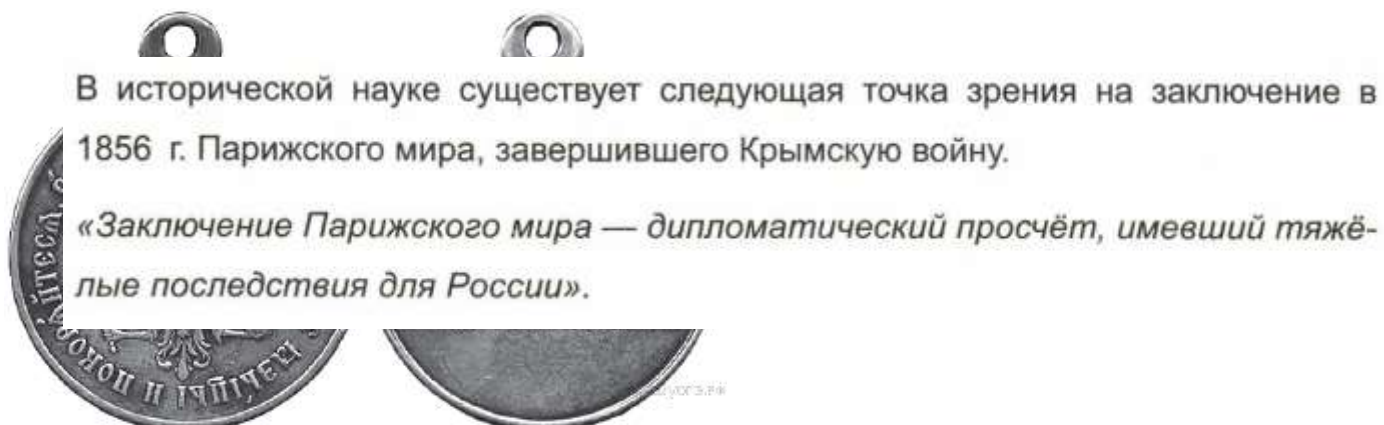 В исторической науке существует следующая точка зрения на заключение в
1856 г. Парижского мира, завершившего Крымскую войну.
«Заключение Парижского мира — дипломатический просчёт, имевший тяжё-
лые последствия для России».